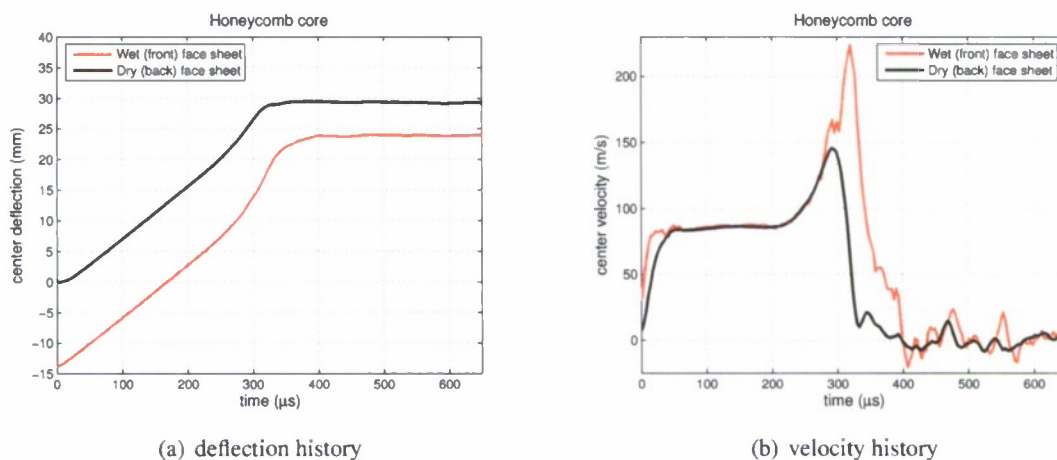 Honeycomb core
40
35
30
25
20
15
10
5
0
-5
-10
-15
0 100 200 300 400 500 600
Wet (front) face sheet
Dry (back) face sheet
center deflection (mm)
time (μs)
(a) deflection history
Honeycomb core
200
150
100
50
0
0 100 200 300 400 500 600
Wet (front) face sheet
Dry (back) face sheet
center velocity (m/s)
time (μs)
(b) velocity history